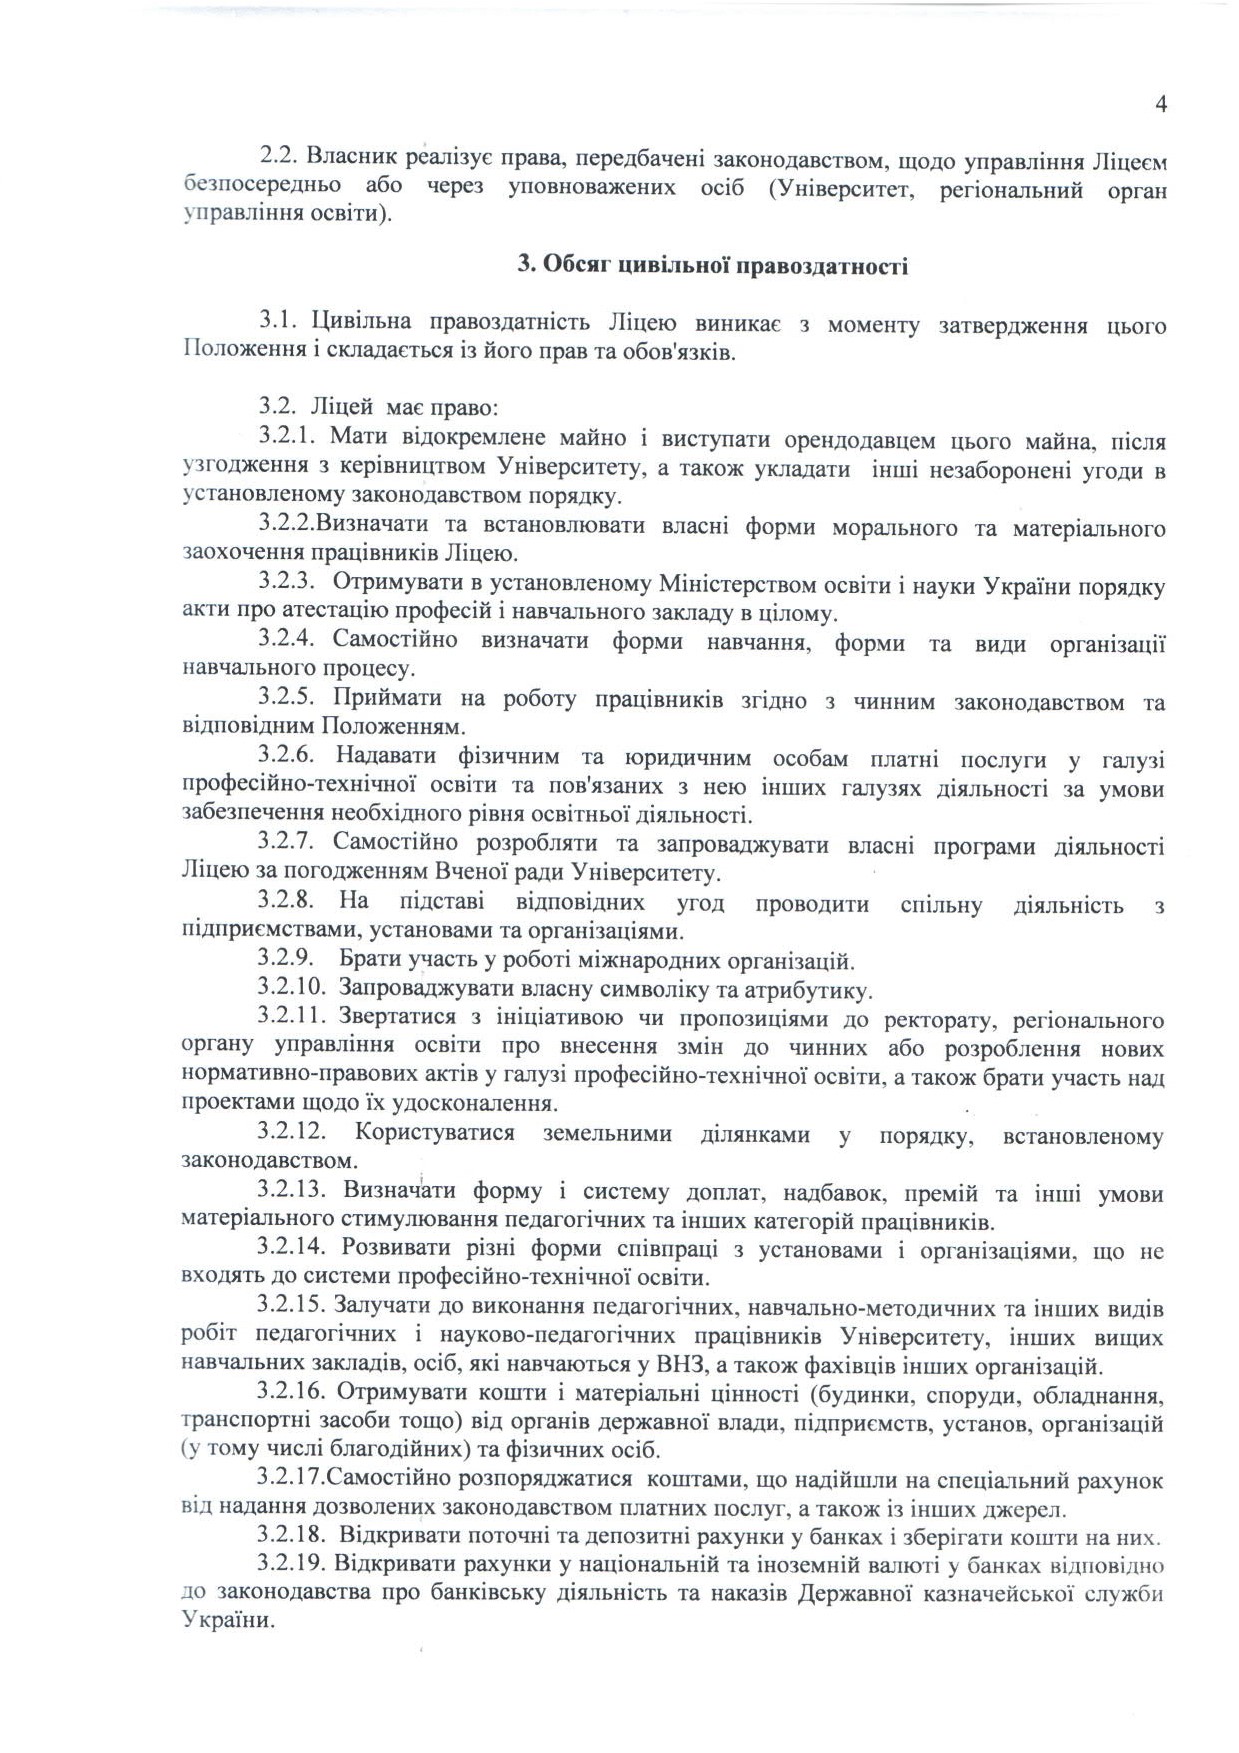 4
2.2. Власник реалізує права, передбачені законодавством, щодо управління Ліцеєм
безпосередньо або через уповноважених осіб (Університет, регіональний орган
управління освіти).
3. Обсяг цивільної правоздатності
3.1. Цивільна правоздатність Ліцею виникає з моменту затвердження цього
Положення і складається із його прав та обов'язків.
3.2. Ліцей має право:
3.2.1. Мати відокремлене майно і виступати орендодавцем цього майна, після
узгодження з керівництвом Університету, а також укладати інші незаборонені угоди в
установленому законодавством порядку.
3.2.2.Визначати та встановлювати власні форми морального та матеріального
заохочення працівників Ліцею.
3.2.3. Отримувати в установленому Міністерством освіти і науки України порядку
акти про атестацію професій і навчального закладу в цілому.
3.2.4. Самостійно визначати форми навчання, форми та види організації
навчального процесу.
3.2.5. Приймати на роботу працівників згідно з чинним законодавством та
відповідним Положенням.
3.2.6. Надавати фізичним та юридичним особам платні послуги у галузі
професійно-технічної освіти та пов'язаних з нею інших галузях діяльності за умови
забезпечення необхідного рівня освітньої діяльності.
3.2.7. Самостійно розробляти та запроваджувати власні програми діяльності
Ліцею за погодженням Вченої ради Університету.
3.2.8. На підставі відповідних угод проводити спільну діяльність з
підприємствами, установами та організаціями.
3.2.9. Брати участь у роботі міжнародних організацій.
3.2.10. Запроваджувати власну символіку та атрибутику.
3.2.11. Звертатися з ініціативою чи пропозиціями до ректорату, регіонального
органу управління освіти про внесення змін до чинних або розроблення нових
нормативно-правових актів у галузі професійно-технічної освіти, а також брати участь над
проектами щодо їх удосконалення.
3.2.12. Користуватися земельними ділянками у порядку, встановленому
законодавством.
3.2.13. Визначати форму і систему доплат, надбавок, премій та інші умови
матеріального стимулювання педагогічних та інших категорій працівників.
3.2.14. Розвивати різні форми співпраці з установами і організаціями, що не
входять до системи професійно-технічної освіти.
3.2.15. Залучати до виконання педагогічних, навчально-методичних та інших видів
робіт педагогічних і науково-педагогічних працівників Університету, інших вищих
навчальних закладів, осіб, які навчаються у ВНЗ, а також фахівців інших організацій.
3.2.16. Отримувати кошти і матеріальні цінності (будинки, споруди, обладнання,
транспортні засоби тощо) від органів державної влади, підприємств, установ, організацій
(у тому числі благодійних) та фізичних осіб.
3.2.17.Самостійно розпоряджатися коштами, що надійшли на спеціальний рахунок
від надання дозволених законодавством платних послуг, а також із інших джерел.
3.2.18. Відкривати поточні та депозитні рахунки у банках і зберігати кошти на них.
3.2.19. Відкривати рахунки у національній та іноземній валюті у банках відповідно
до законодавства про банківську діяльність та наказів Державної казначейської служби
України.